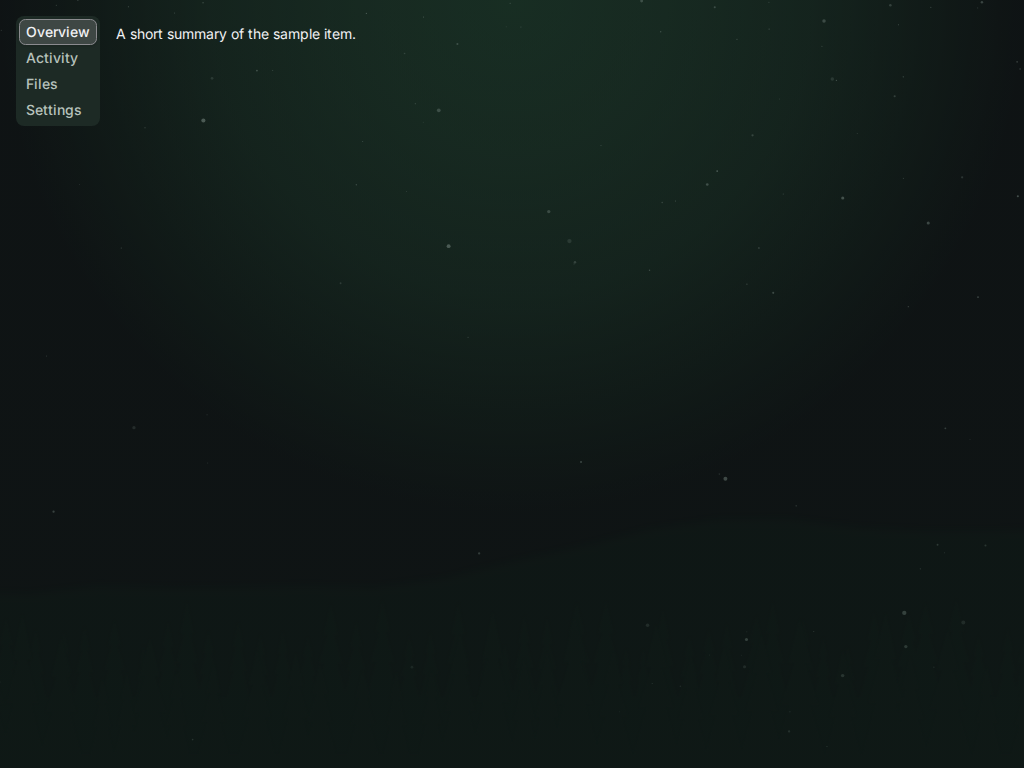 Overview
A short summary of the sample item.
Activity
Files
Settings